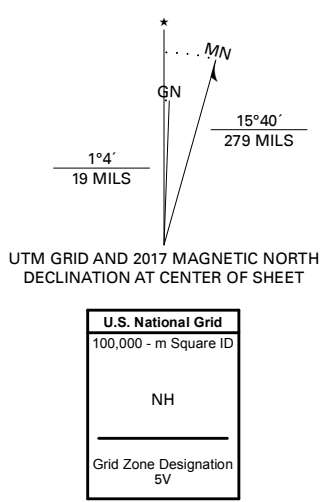 ★
MN
GN
15°40´
279 MILS
1°4´
19 MILS
UTM GRID AND 2017 MAGNETIC NORTH
DECLINATION AT CENTER OF SHEET
U.S. National Grid
100,000 - m Square ID
NH
Grid Zone Designation
5V